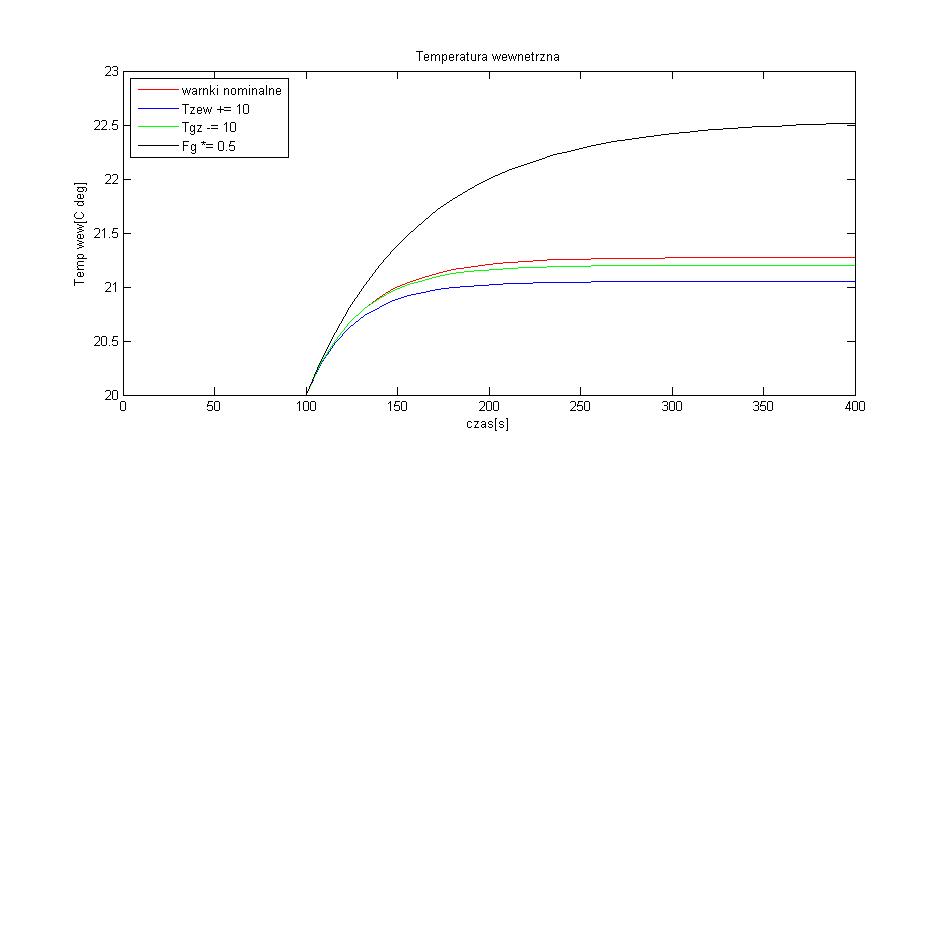 Temperatura wewnetrzna
23
22.5
22
21.5
21
20.5
20
Temp wew[C deg]
warnki nominalne
Tzew += 10
Tgz -= 10
Fg *= 0.5
0 50 100 150 200 250 300 350 400
czas[s]